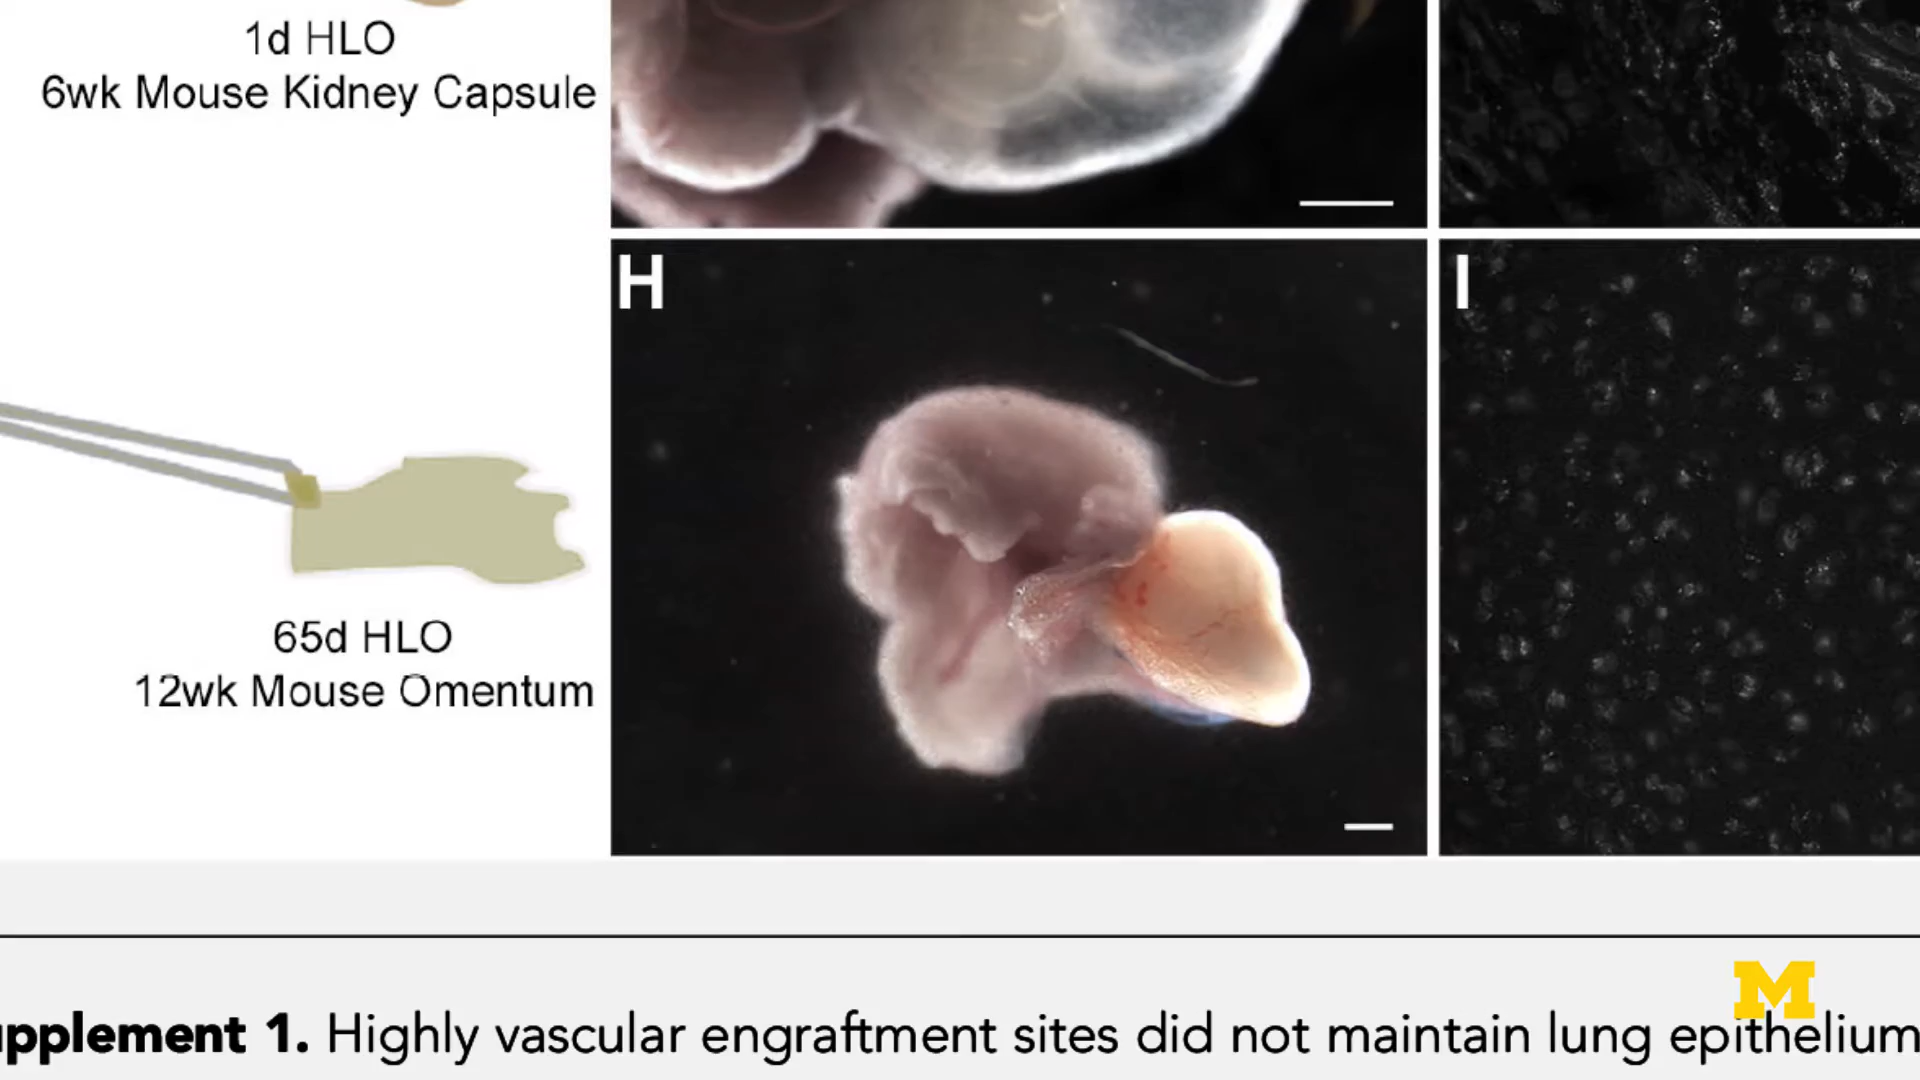 1d HLO
6wk Mouse Kidney Capsule
H
I
65d HLO
12wk Mouse Omentum
M
upplement 1. Highly vascular engraftment sites did not maintain lung epithelium